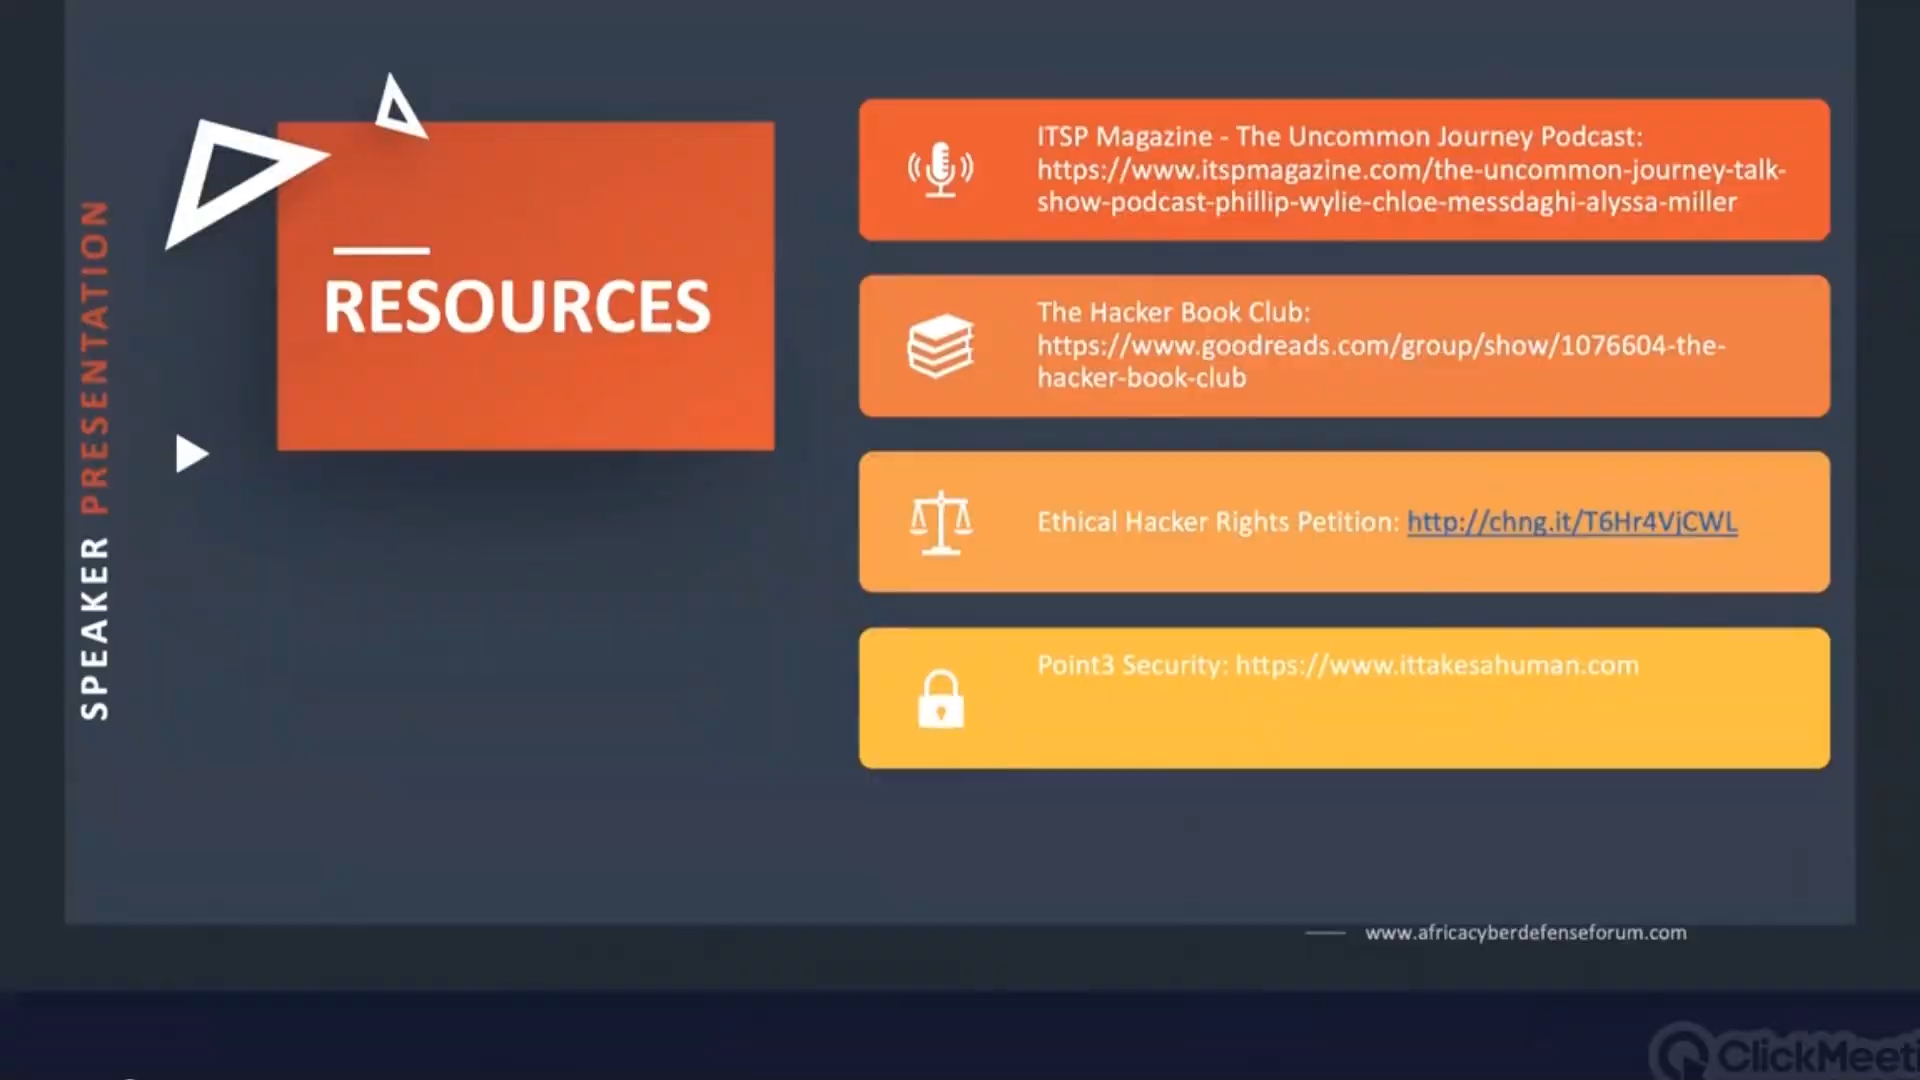 SPEAKER PRESENTATION
RESOURCES
ITSP Magazine - The Uncommon Journey Podcast:
https://www.itspmagazine.com/the-uncommon-journey-talk-
show-podcast-phillip-wylie-chloe-messdaghi-alyssa-miller
The Hacker Book Club:
https://www.goodreads.com/group/show/1076604-the-
hacker-book-club
Ethical Hacker Rights Petition: http://chng.it/T6Hr4VjCWL
Point3 Security: https://www.ittakesahuman.com
www.africacyberdefenseforum.com
ClickMeeti